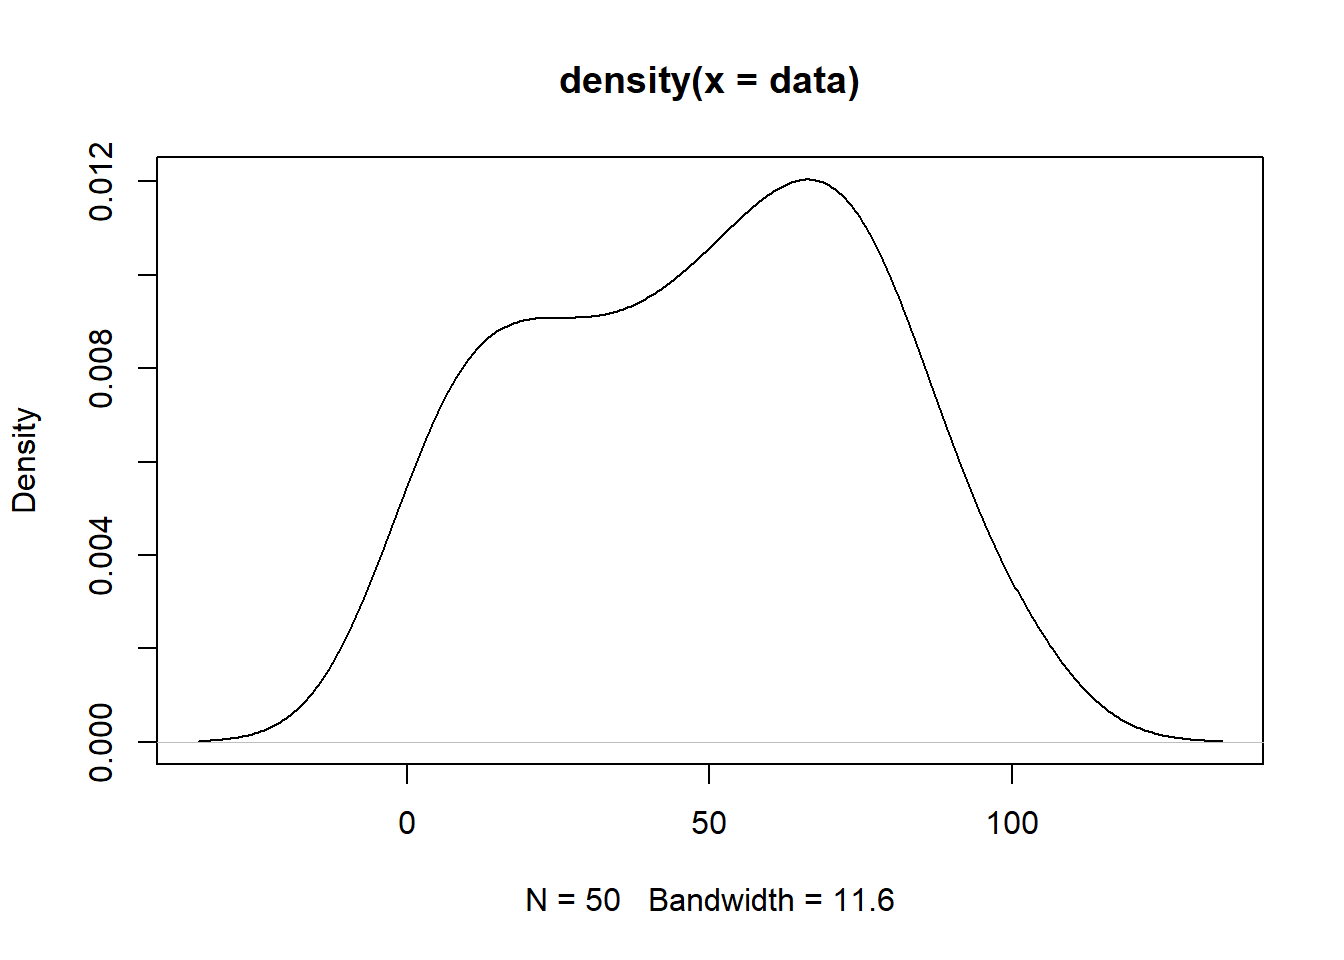 density(x = data)
Density
0.012
0.008
0.004
0.000
0 50 100
N = 50 Bandwidth = 11.6